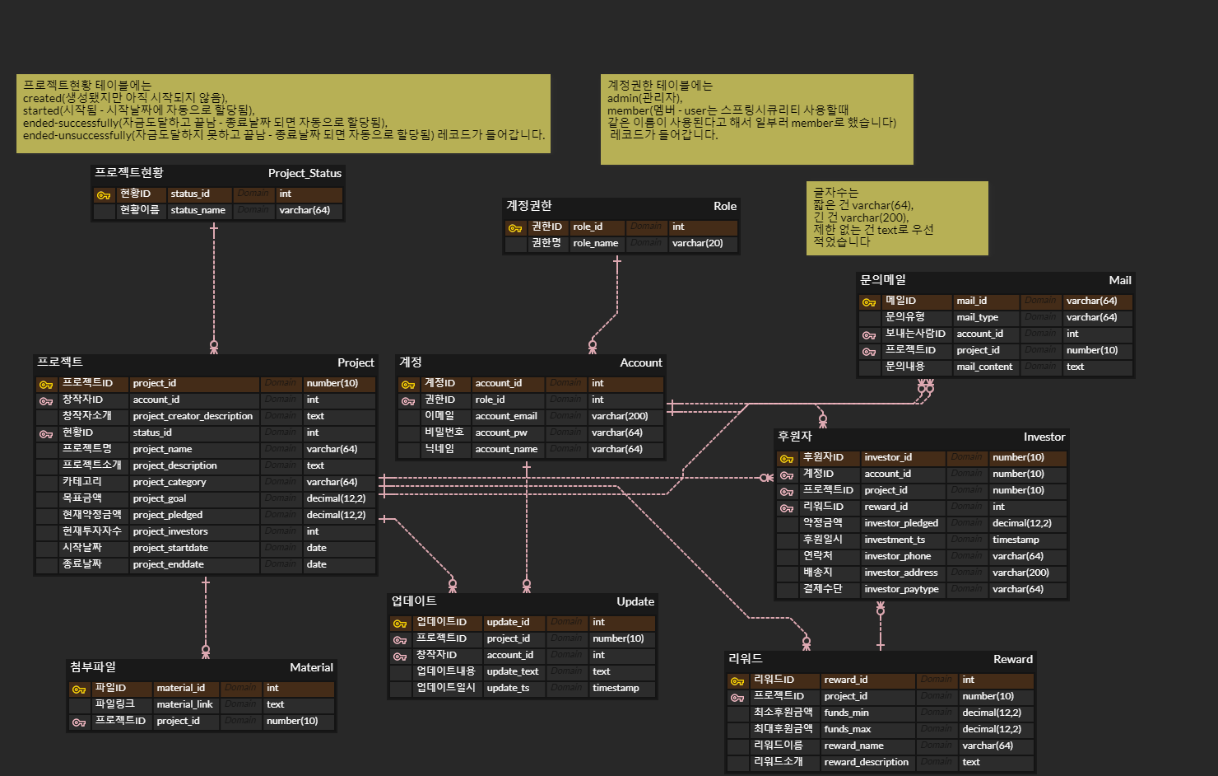 프로젝트현황 테이블에는
created(생성됐지만 아직 시작되지 않음),
started(시작됨 - 시작날짜에 자동으로 할당됨),
ended-successfully(자금도달하고 끝남 - 종료날짜 되면 자동으로 할당됨),
ended-unsuccessfully(자금도달하지 못하고 끝남 - 종료날짜 되면 자동으로 할당됨) 레코드가 들어갑니다.
계정권한 테이블에는
admin(관리자),
member(멤버 - user는 스프링시큐리티 사용할때
같은 이름이 사용된다고 해서 일부러 member로 했습니다)
레코드가 들어갑니다.
글자수는
짧은 건 varchar(64),
긴 건 varchar(200),
제한 없는 건 text로 우선
적었습니다
프로젝트현황 Project_Status
현황ID status_id Domain int
현황이름 status_name Domain varchar(64)
계정권한 Role
권한ID role_id Domain int
권한명 role_name Domain varchar(20)
문의메일 Mail
메일ID mail_id Domain varchar(64)
문의유형 mail_type Domain varchar(64)
보내는사람ID account_id Domain int
프로젝트ID project_id Domain number(10)
문의내용 mail_content Domain text
프로젝트 Project
프로젝트ID project_id Domain number(10)
창작자ID account_id Domain int
창작자소개 project_creator_description Domain text
현황ID status_id Domain int
프로젝트명 project_name Domain varchar(64)
프로젝트소개 project_description Domain text
카테고리 project_category Domain varchar(64)
목표금액 project_goal Domain decimal(12,2)
현재약정금액 project_pledged Domain decimal(12,2)
현재투자자수 project_investors Domain int
시작날짜 project_startdate Domain date
종료날짜 project_enddate Domain date
계정 Account
계정ID account_id Domain int
권한ID role_id Domain int
이메일 account_email Domain varchar(200)
비밀번호 account_pw Domain varchar(64)
닉네임 account_name Domain varchar(64)
후원자 Investor
후원자ID investor_id Domain number(10)
계정ID account_id Domain number(10)
프로젝트ID project_id Domain number(10)
리워드ID reward_id Domain int
약정금액 investor_pledged Domain decimal(12,2)
후원일시 investment_ts Domain timestamp
연락처 investor_phone Domain varchar(64)
배송지 investor_address Domain varchar(200)
결제수단 investor_paytype Domain varchar(64)
업데이트 Update
업데이트ID update_id Domain int
프로젝트ID project_id Domain number(10)
창작자ID account_id Domain int
업데이트내용 update_text Domain text
업데이트일시 update_ts Domain timestamp
첨부파일 Material
파일ID material_id Domain int
파일링크 material_link Domain text
프로젝트ID project_id Domain number(10)
리워드 Reward
리워드ID reward_id Domain int
프로젝트ID project_id Domain number(10)
최소후원금액 funds_min Domain decimal(12,2)
최대후원금액 funds_max Domain decimal(12,2)
리워드이름 reward_name Domain varchar(64)
리워드소개 reward_description Domain text